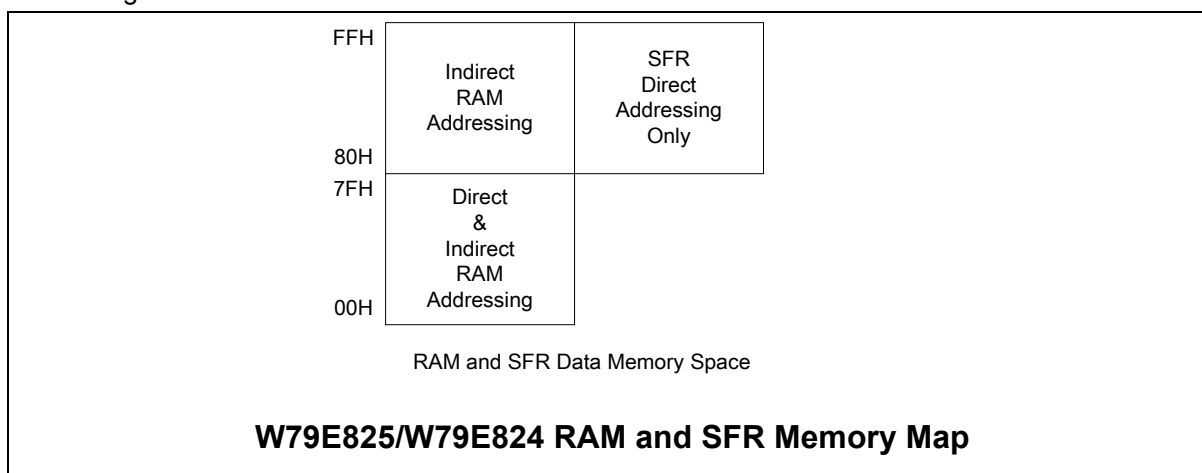 FFH
Indirect
RAM
Addressing
SFR
Direct
Addressing
Only
80H
7FH
Direct
&
Indirect
RAM
Addressing
00H
RAM and SFR Data Memory Space
W79E825/W79E824 RAM and SFR Memory Map